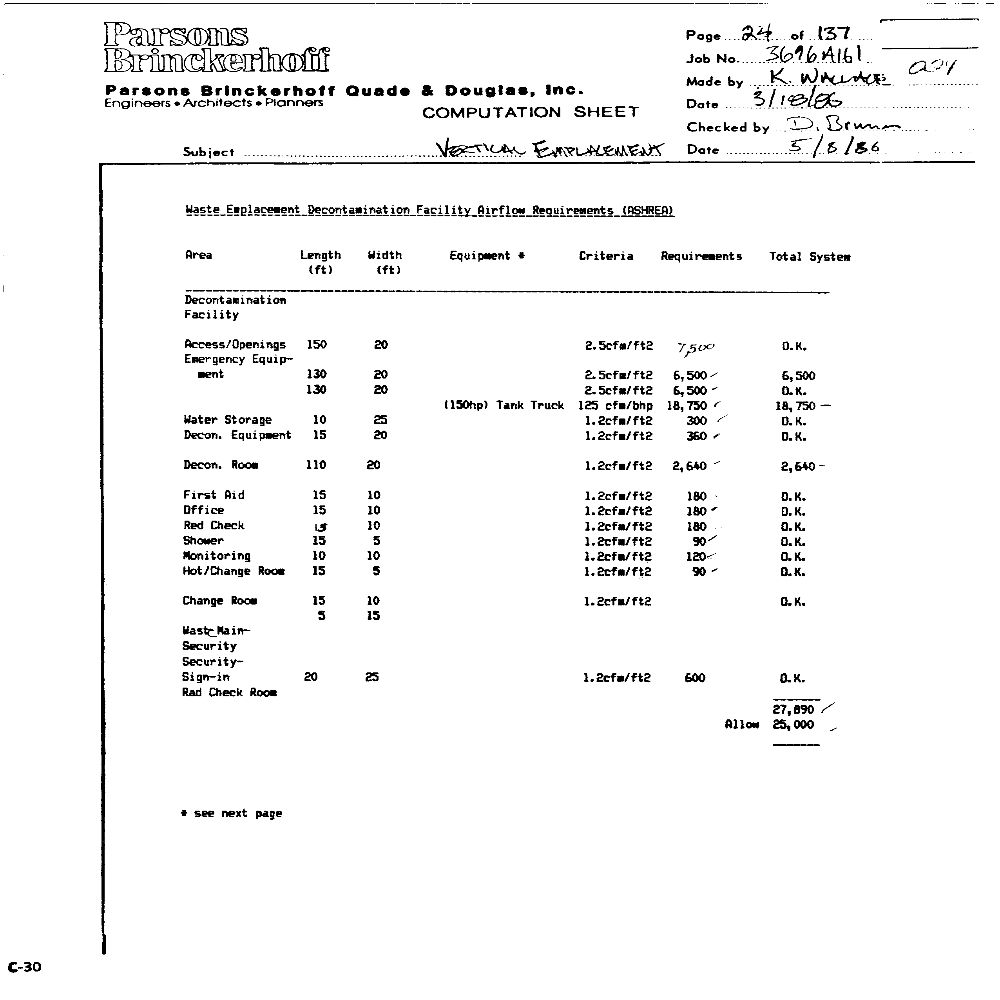 Parsons
Brinckerhoff
Parsons Brinckerhoff Quade & Douglas, Inc.
Engineers • Architects • Planners
COMPUTATION SHEET
Page 24 of 137
Job No. 3696A161
Made by K. WALLACE
Date 3/18/86
Checked by D.
Date 5/8/86
Subject VERTICAL EMPLACEMENT
Waste Emplacement Decontamination Facility Airflow Requirements (ASHREA)
Area Length Width Equipment * Criteria Requirements Total System
(ft) (ft)
Decontamination
Facility
Access/Openings 150 20 2.5cfm/ft2 7,500 O.K.
Emergency Equip-
ment 130 20 2.5cfm/ft2 6,500 6,500
130 20 2.5cfm/ft2 6,500 O.K.
(150hp) Tank Truck 125 cfm/bhp 18,750 18,750
Water Storage 10 25 1.2cfm/ft2 300 O.K.
Decon. Equipment 15 20 1.2cfm/ft2 360 O.K.
Decon. Room 110 20 1.2cfm/ft2 2,640 2,640
First Aid 15 10 1.2cfm/ft2 180 O.K.
Office 15 10 1.2cfm/ft2 180 O.K.
Red Check 15 10 1.2cfm/ft2 180 O.K.
Shower 15 5 1.2cfm/ft2 90 O.K.
Monitoring 10 10 1.2cfm/ft2 120 O.K.
Hot/Change Room 15 5 1.2cfm/ft2 90 O.K.
Change Room 15 10 1.2cfm/ft2 O.K.
5 15
Waste Main-
Security
Security-
Sign-in 20 25 1.2cfm/ft2 600 O.K.
Rad Check Room
27,890
Allow 25,000
* see next page
C-30